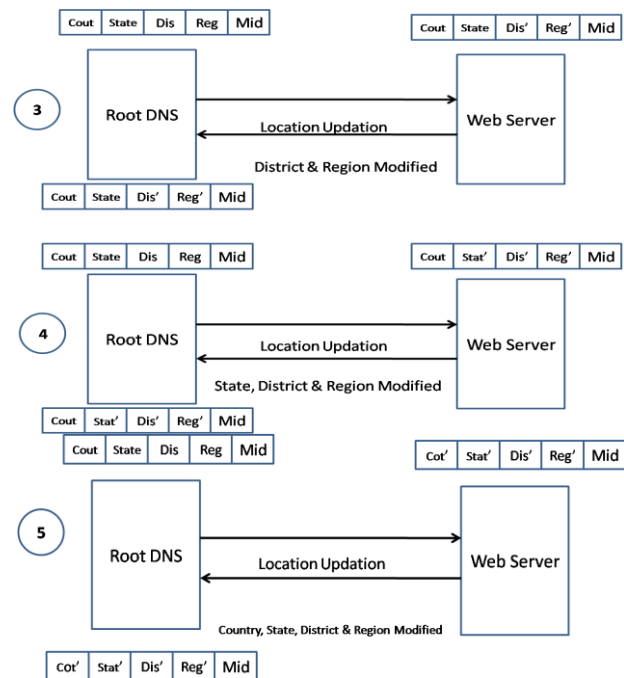 Cout State Dis Reg Mid
Cout State Dis' Reg' Mid
3
Root DNS
Location Updation
Web Server
District & Region Modified
Cout State Dis' Reg' Mid
Cout State Dis Reg Mid
Cout Stat' Dis' Reg' Mid
4
Root DNS
Location Updation
Web Server
State, District & Region Modified
Cout Stat' Dis' Reg' Mid
Cout State Dis Reg Mid
Cot' Stat' Dis' Reg' Mid
5
Root DNS
Location Updation
Web Server
Country, State, District & Region Modified
Cot' Stat' Dis' Reg' Mid